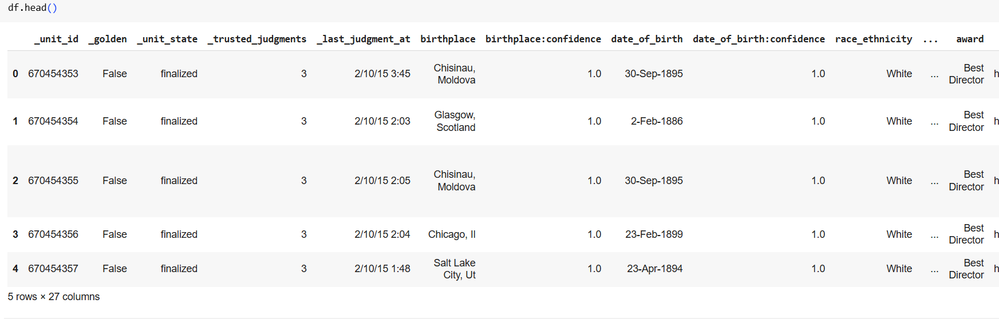 df.head()
_unit_id _golden _unit_state _trusted_judgments _last_judgment_at birthplace birthplace:confidence date_of_birth date_of_birth:confidence race_ethnicity ... award
0 670454353 False finalized 3 2/10/15 3:45 Chisinau, Moldova 1.0 30-Sep-1895 1.0 White ... Best Director
1 670454354 False finalized 3 2/10/15 2:03 Glasgow, Scotland 1.0 2-Feb-1886 1.0 White ... Best Director
2 670454355 False finalized 3 2/10/15 2:05 Chisinau, Moldova 1.0 30-Sep-1895 1.0 White ... Best Director
3 670454356 False finalized 3 2/10/15 2:04 Chicago, Il 1.0 23-Feb-1899 1.0 White ... Best Director
4 670454357 False finalized 3 2/10/15 1:48 Salt Lake City, Ut 1.0 23-Apr-1894 1.0 White ... Best Director
5 rows × 27 columns